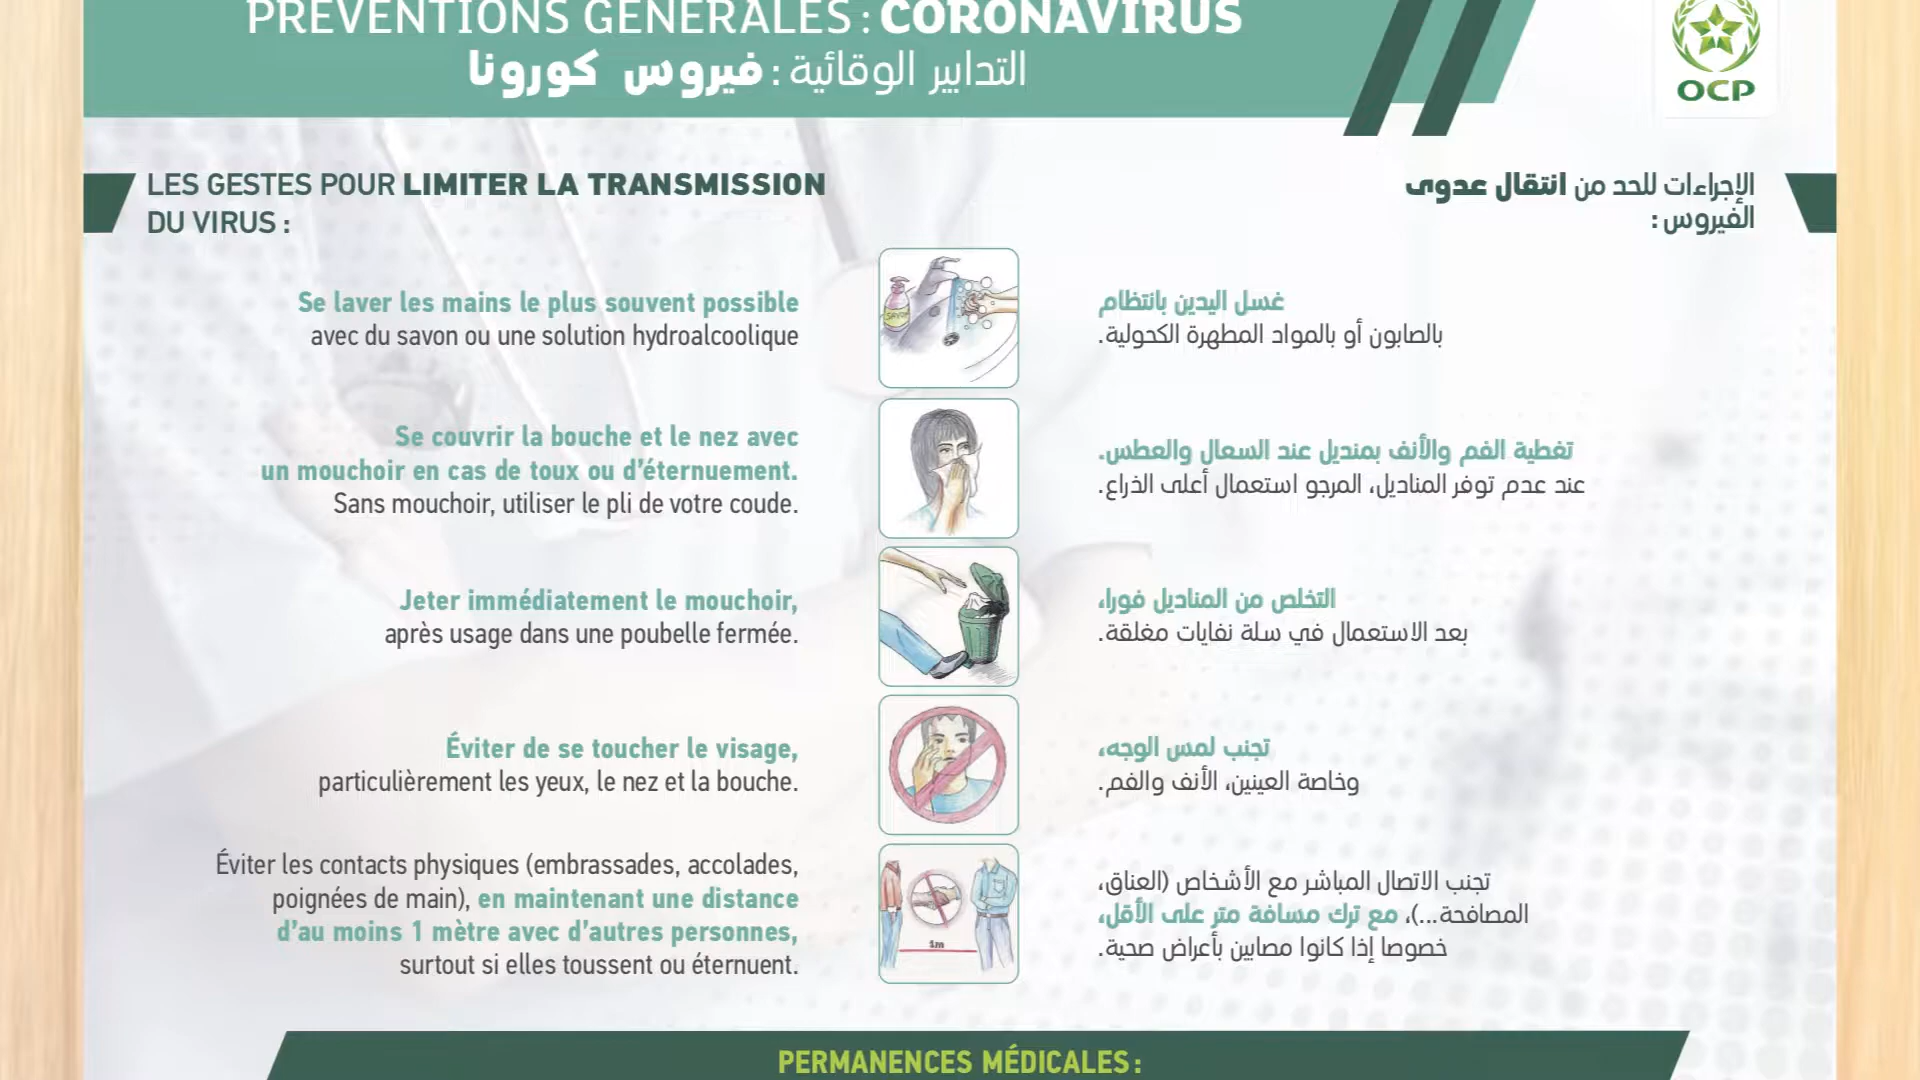 PRÉVENTIONS GÉNÉRALES : CORONAVIRUS
التدابير الوقائية : فيروس كورونا
OCP
LES GESTES POUR LIMITER LA TRANSMISSION
DU VIRUS :
الإجراءات للحد من انتقال عدوى
الفيروس :
Se laver les mains le plus souvent possible
avec du savon ou une solution hydroalcoolique
SAVON
غسل اليدين بانتظام
بالصابون أو بالمواد المطهرة الكحولية.
Se couvrir la bouche et le nez avec
un mouchoir en cas de toux ou d’éternuement.
Sans mouchoir, utiliser le pli de votre coude.
تغطية الفم والأنف بمنديل عند السعال والعطس.
عند عدم توفر المناديل، المرجو استعمال أعلى الذراع.
Jeter immédiatement le mouchoir,
après usage dans une poubelle fermée.
التخلص من المناديل فورا،
بعد الاستعمال في سلة نفايات مغلقة.
Éviter de se toucher le visage,
particulièrement les yeux, le nez et la bouche.
تجنب لمس الوجه،
وخاصة العينين، الأنف والفم.
Éviter les contacts physiques (embrassades, accolades,
poignées de main), en maintenant une distance
d’au moins 1 mètre avec d’autres personnes,
surtout si elles toussent ou éternuent.
1m
تجنب الاتصال المباشر مع الأشخاص (العناق،
المصافحة...)، مع ترك مسافة متر على الأقل،
خصوصا إذا كانوا مصابين بأعراض صحية.
PERMANENCES MÉDICALES :